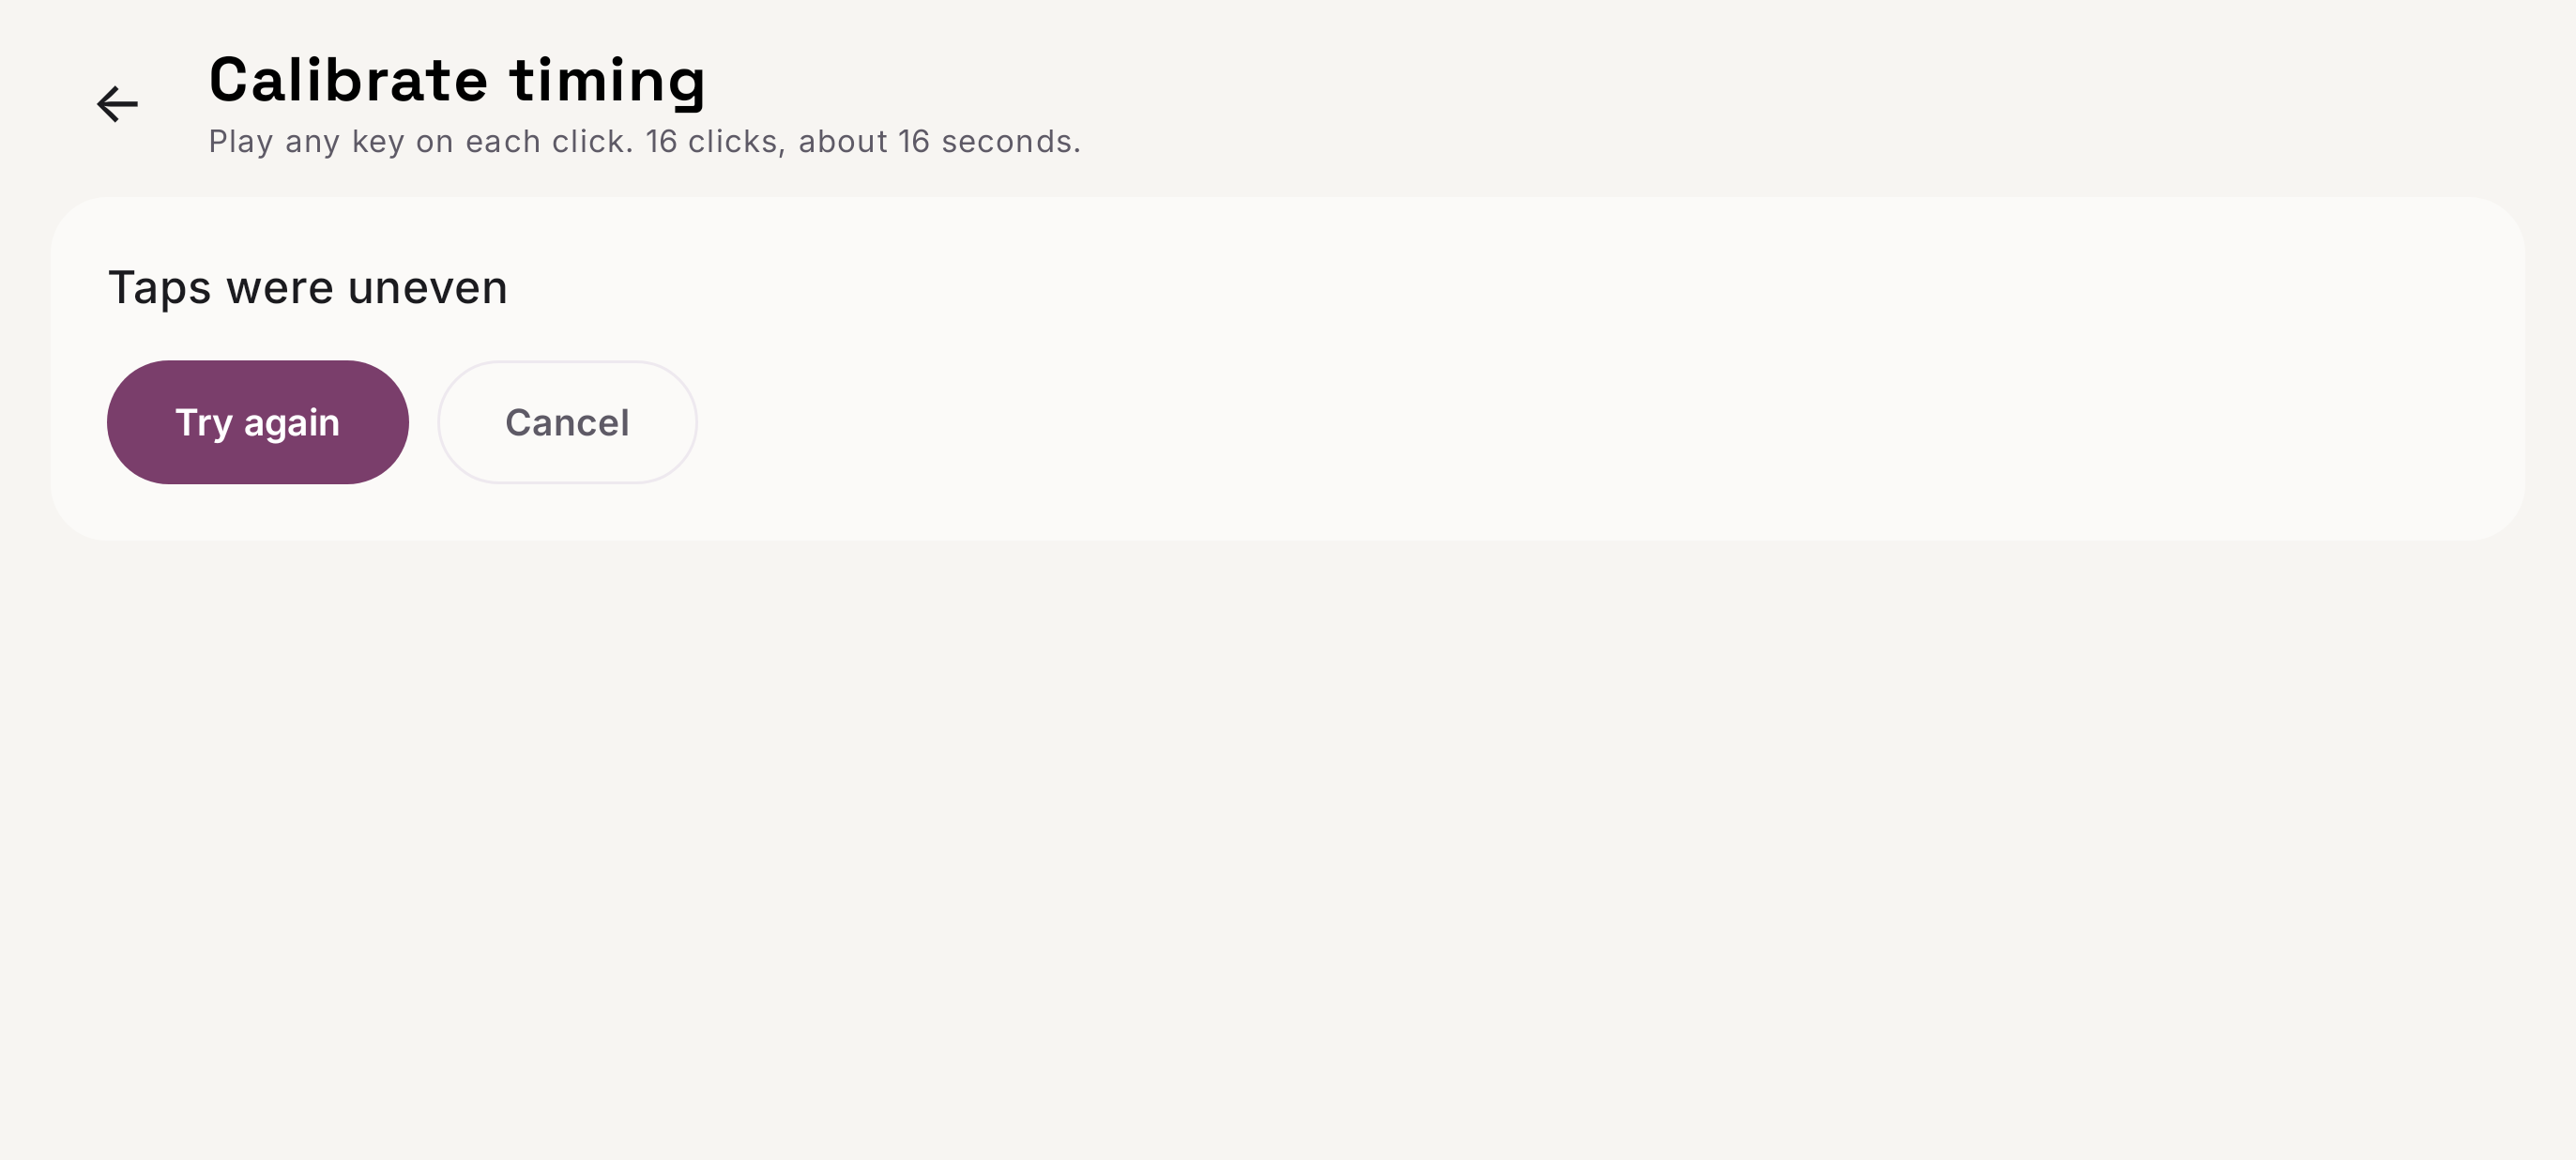 Calibrate timing
Play any key on each click. 16 clicks, about 16 seconds.
Taps were uneven
Try again
Cancel